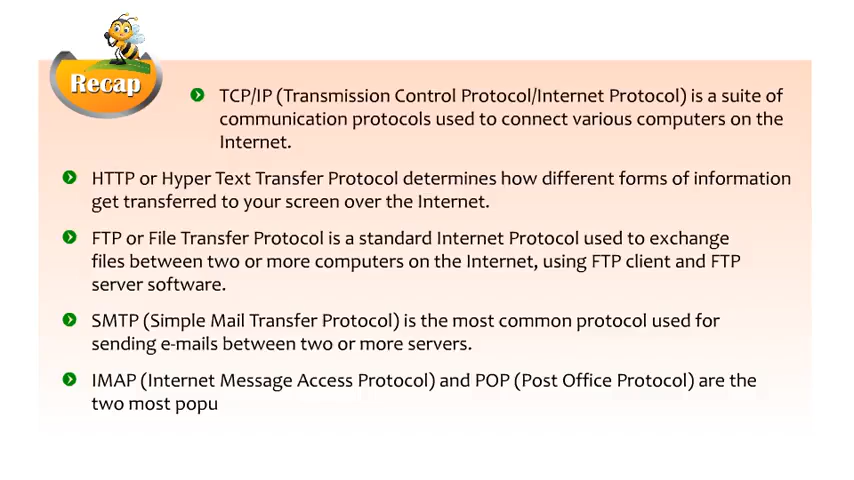 Recap
TCP/IP (Transmission Control Protocol/Internet Protocol) is a suite of
communication protocols used to connect various computers on the
Internet.
HTTP or Hyper Text Transfer Protocol determines how different forms of information
get transferred to your screen over the Internet.
FTP or File Transfer Protocol is a standard Internet Protocol used to exchange
files between two or more computers on the Internet, using FTP client and FTP
server software.
SMTP (Simple Mail Transfer Protocol) is the most common protocol used for
sending e-mails between two or more servers.
IMAP (Internet Message Access Protocol) and POP (Post Office Protocol) are the
two most popu